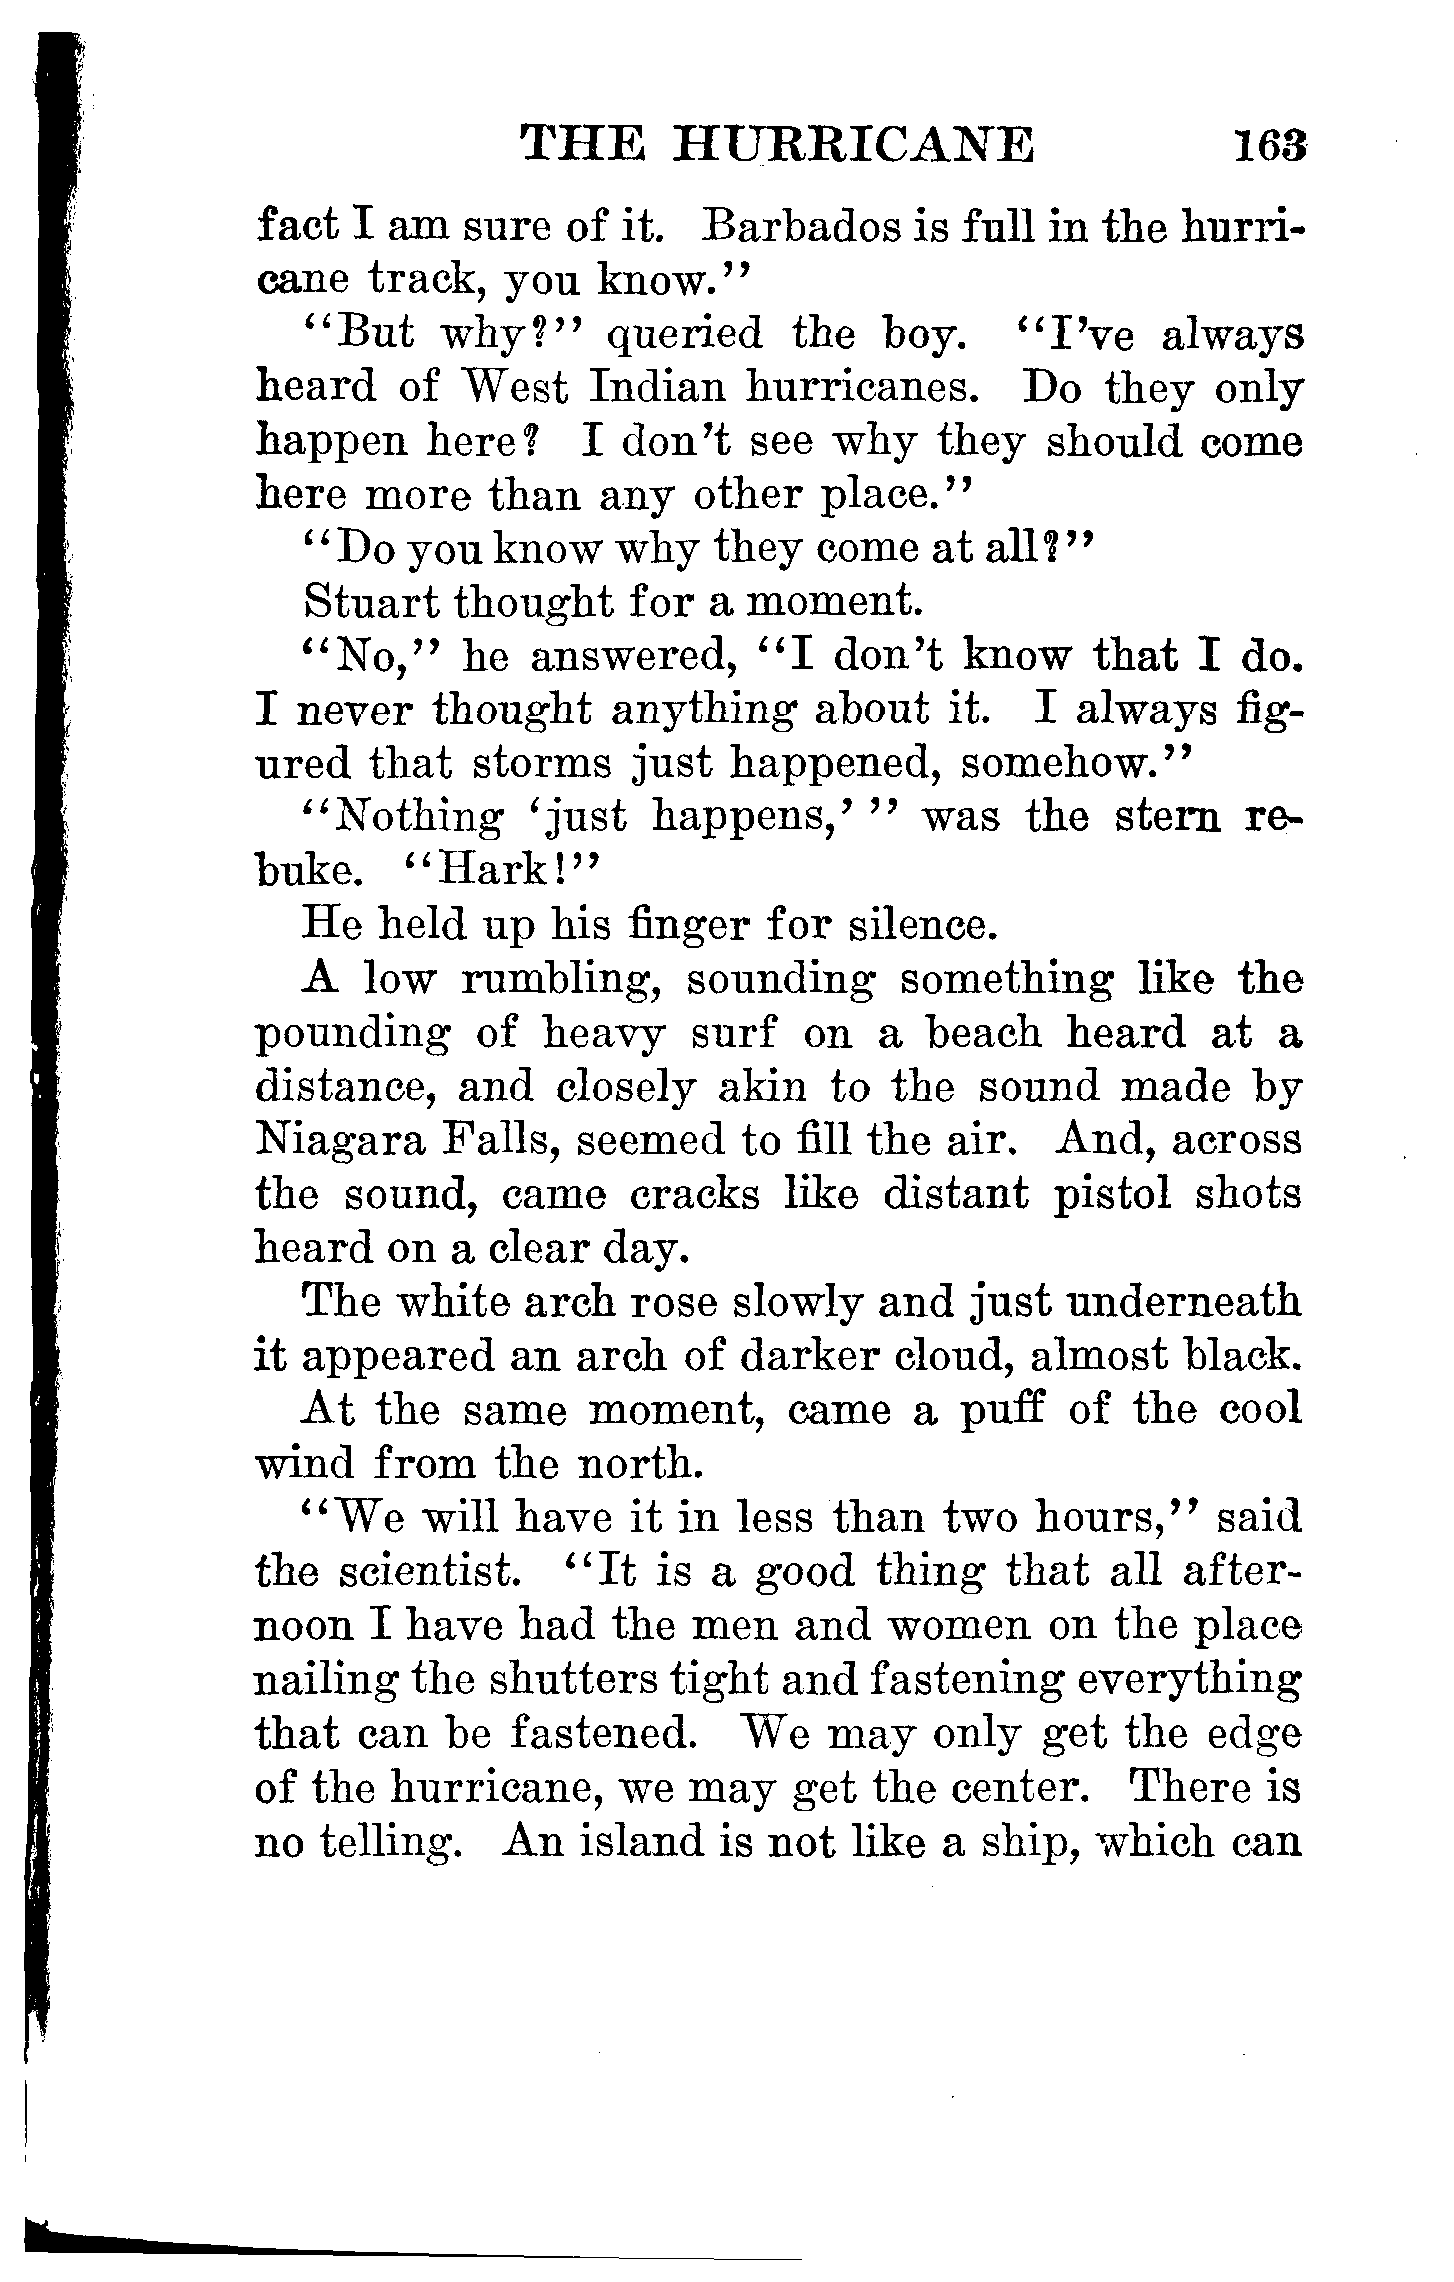 THE HURRICANE 163
fact I am sure of it. Barbados is full in the hurri-
cane track, you know."
"But why?" queried the boy. "I've always
heard of West Indian hurricanes. Do they only
happen here? I don't see why they should come
here more than any other place."
"Do you know why they come at all?"
Stuart thought for a moment.
"No," he answered, "I don't know that I do.
I never thought anything about it. I always fig-
ured that storms just happened, somehow."
"Nothing 'just happens,' " was the stern re-
buke. "Hark!"
He held up his finger for silence.
A low rumbling, sounding something like the
pounding of heavy surf on a beach heard at a
distance, and closely akin to the sound made by
Niagara Falls, seemed to fill the air. And, across
the sound, came cracks like distant pistol shots
heard on a clear day.
The white arch rose slowly and just underneath
it appeared an arch of darker cloud, almost black.
At the same moment, came a puff of the cool
wind from the north.
"We will have it in less than two hours," said
the scientist. "It is a good thing that all after-
noon I have had the men and women on the place
nailing the shutters tight and fastening everything
that can be fastened. We may only get the edge
of the hurricane, we may get the center. There is
no telling. An island is not like a ship, which can